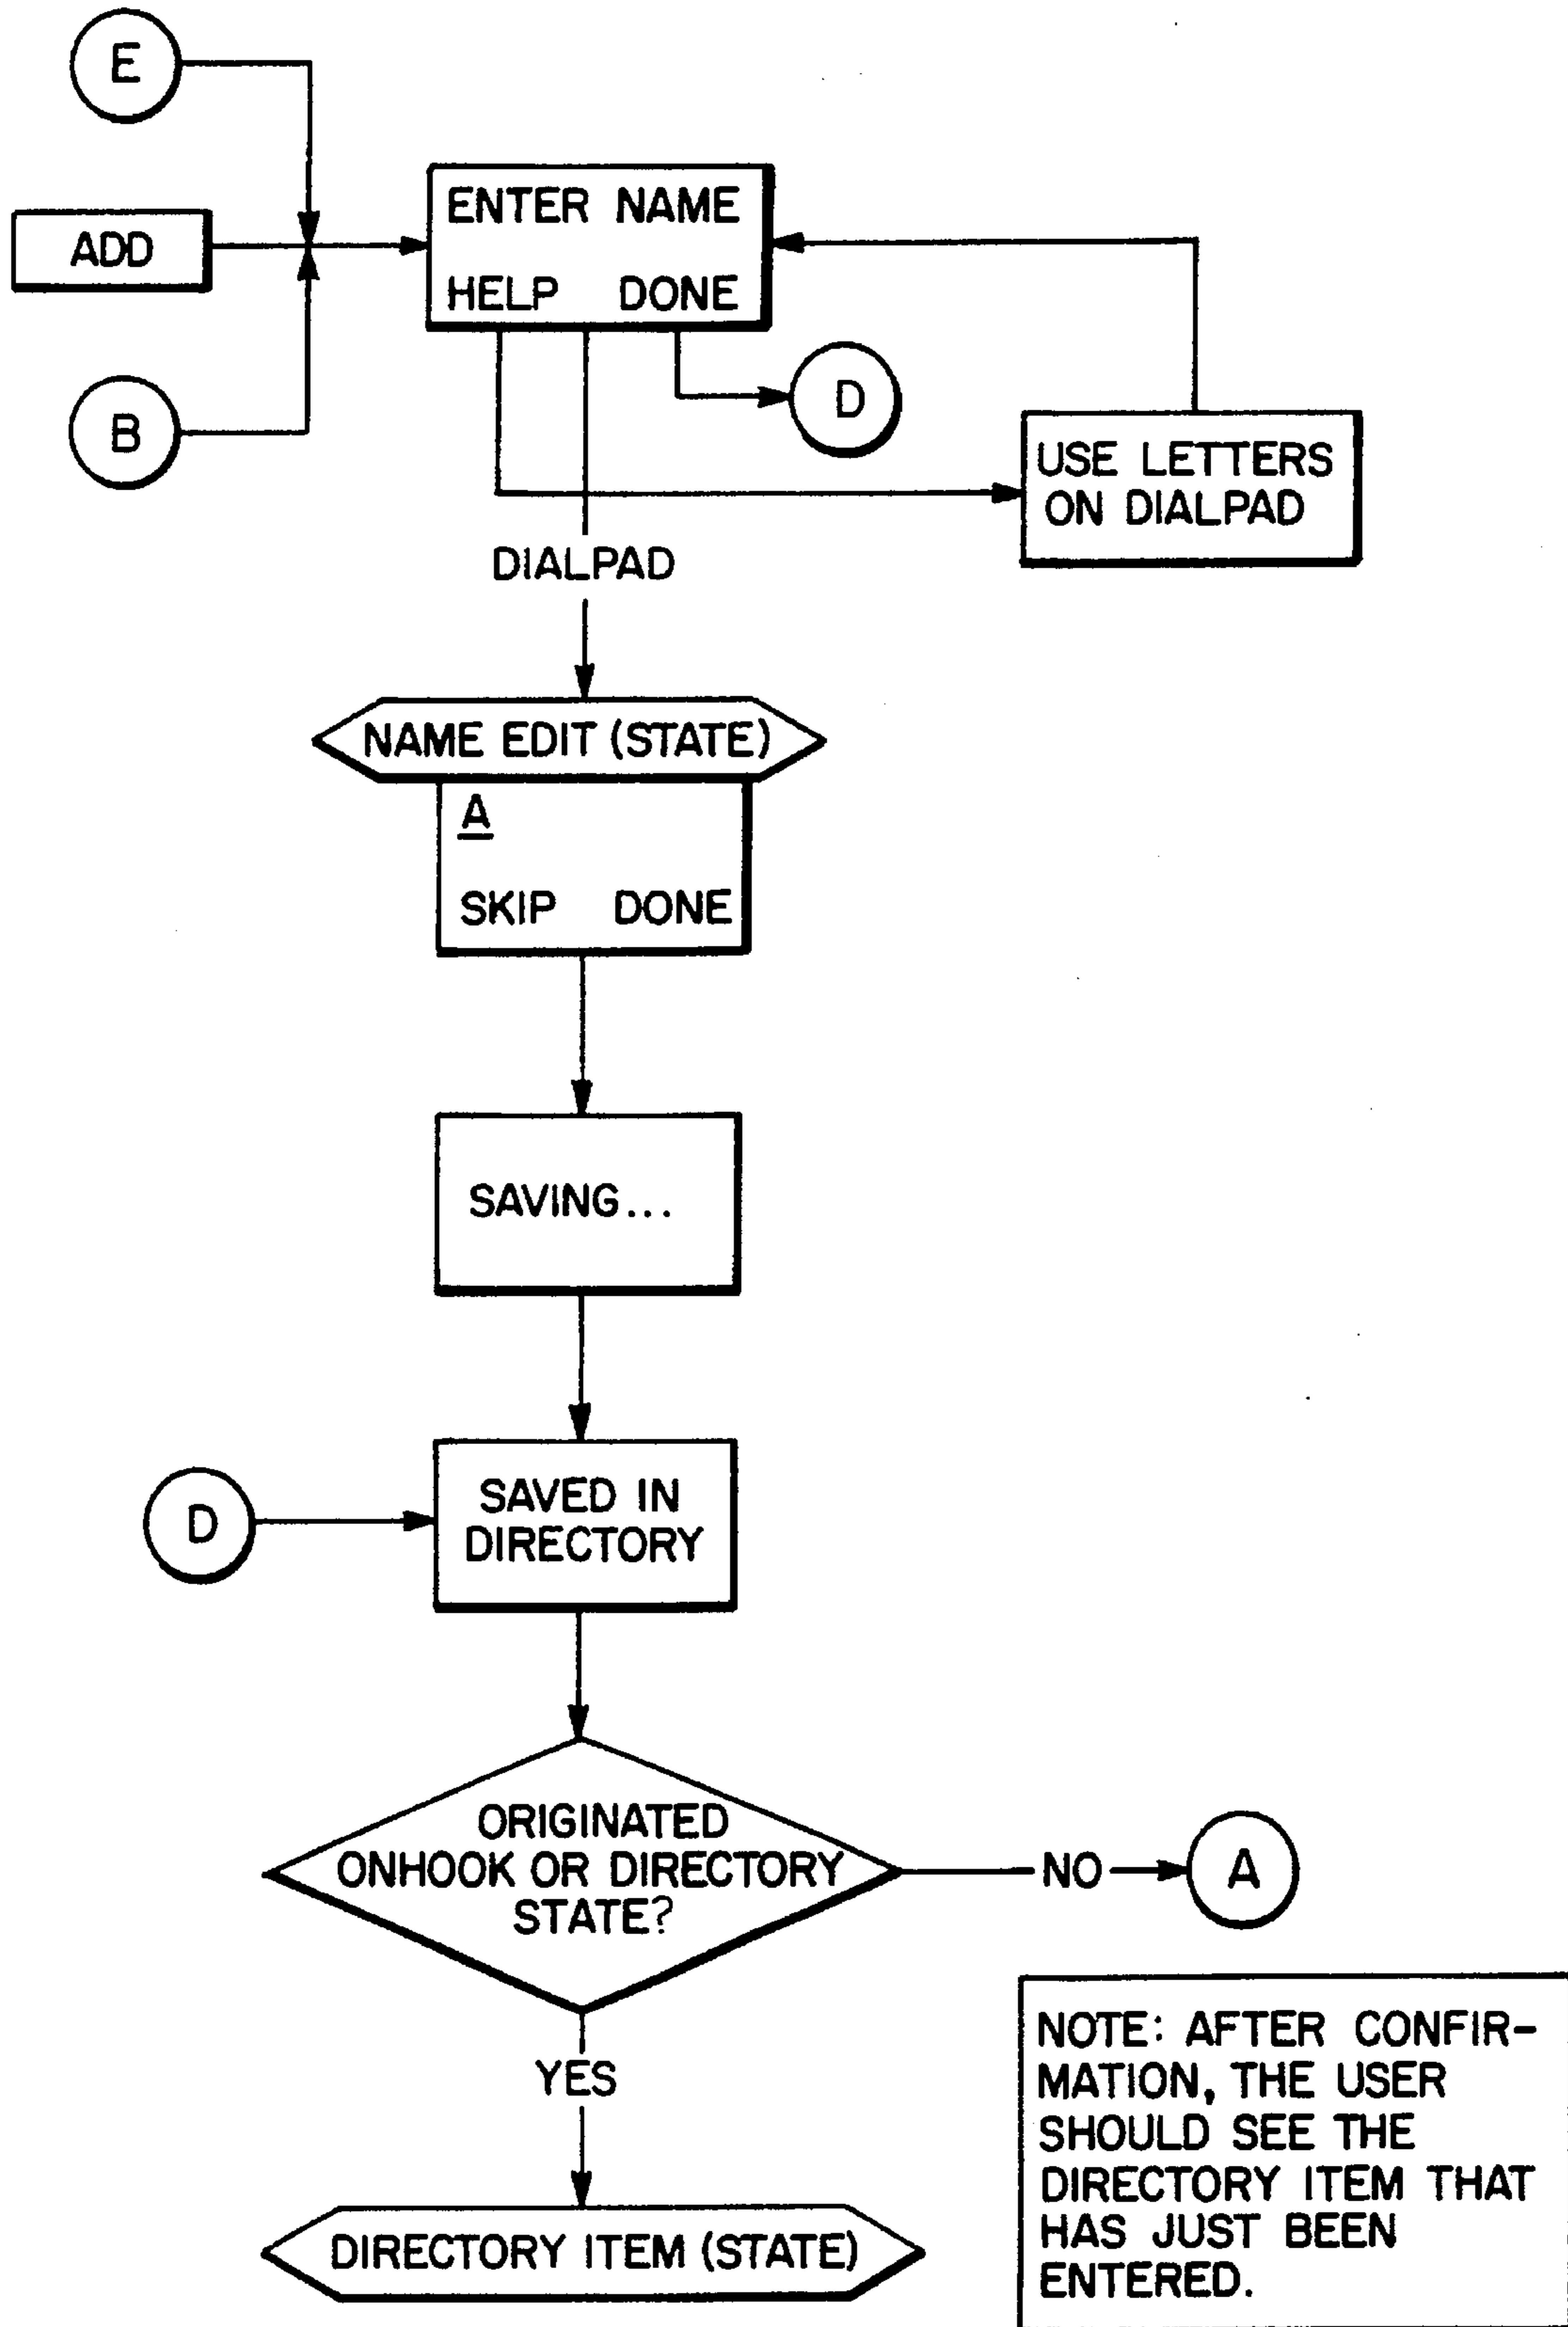 E
ADD
ENTER NAME
HELP DONE
B
D
USE LETTERS
ON DIALPAD
DIALPAD
NAME EDIT (STATE)
A
SKIP DONE
SAVING...
D
SAVED IN
DIRECTORY
ORIGINATED
ONHOOK OR DIRECTORY
STATE?
NO
A
YES
DIRECTORY ITEM (STATE)
NOTE: AFTER CONFIR-
MATION, THE USER
SHOULD SEE THE
DIRECTORY ITEM THAT
HAS JUST BEEN
ENTERED.